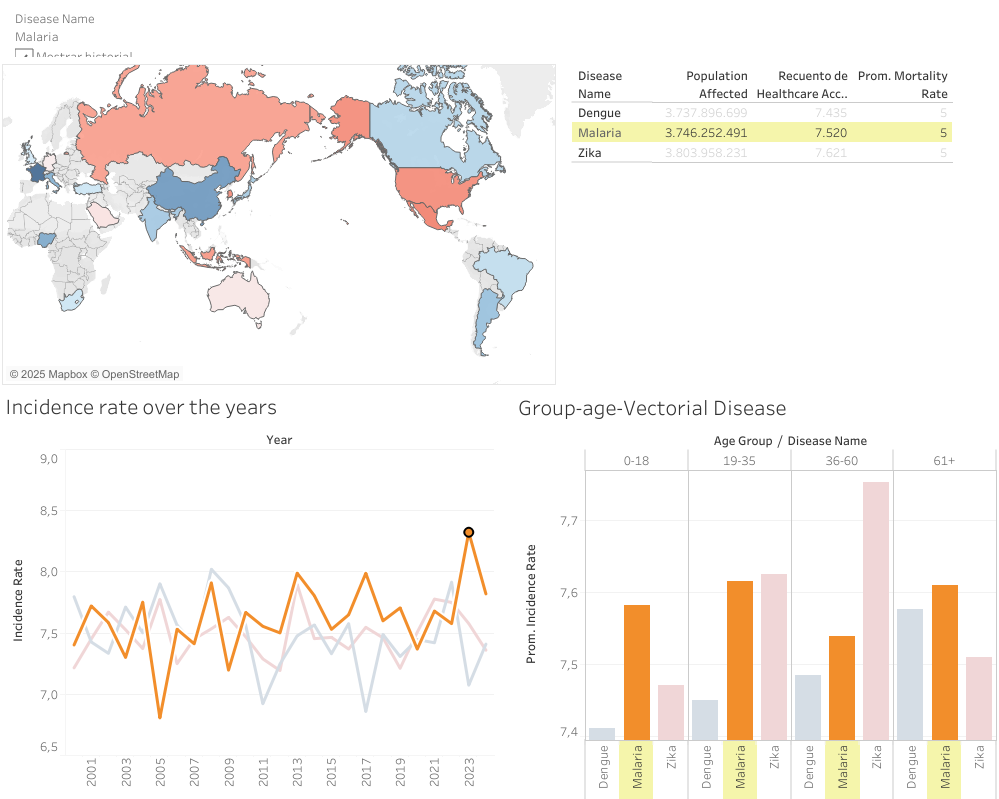 Disease Name
Malaria
Mostrar historial
© 2025 Mapbox © OpenStreetMap
Disease Name Population Affected Recuento de Healthcare Acc.. Prom. Mortality Rate
Dengue 3.737.896.699 7.435 5
Malaria 3.746.252.491 7.520 5
Zika 3.803.958.231 7.621 5
Incidence rate over the years
Year
Incidence Rate
9,0
8,5
8,0
7,5
7,0
6,5
2001 2003 2005 2007 2009 2011 2013 2015 2017 2019 2021 2023
Group-age-Vectorial Disease
Age Group / Disease Name
0-18 19-35 36-60 61+
Prom. Incidence Rate
7,7
7,6
7,5
7,4
Dengue Malaria Zika Dengue Malaria Zika Dengue Malaria Zika Dengue Malaria Zika